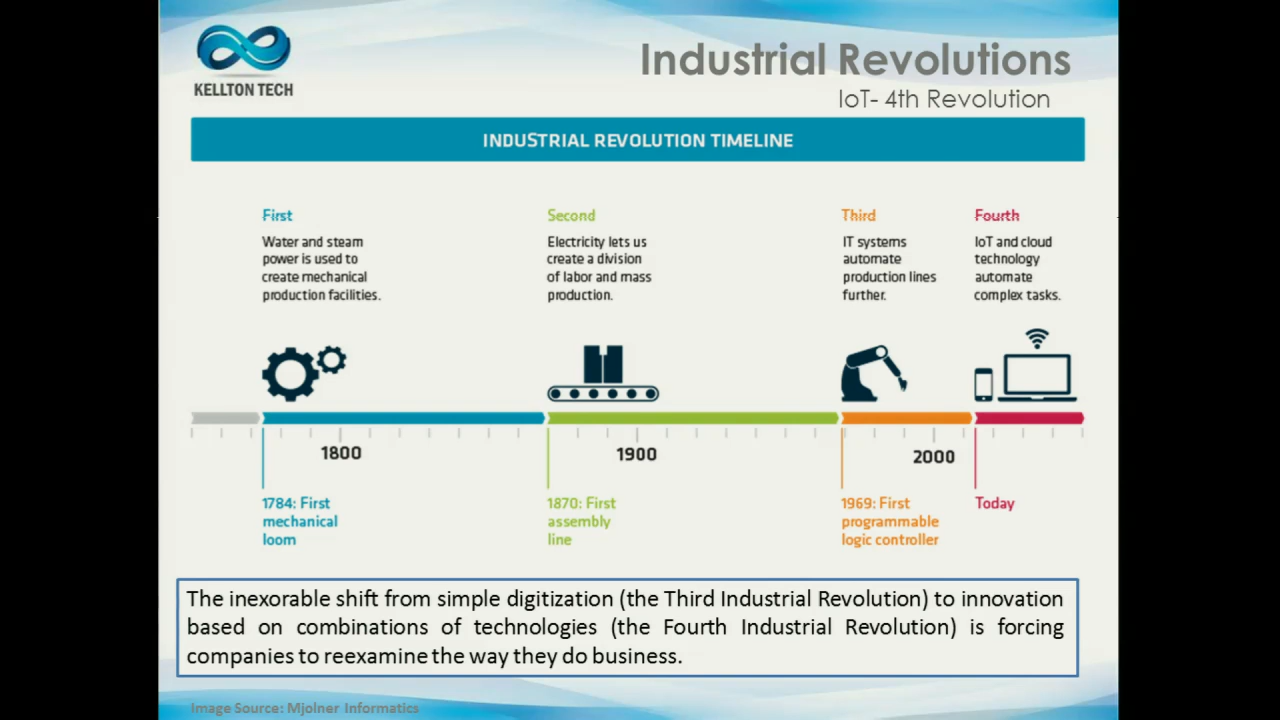 KELLTON TECH
Industrial Revolutions
IoT- 4th Revolution
INDUSTRIAL REVOLUTION TIMELINE
First
Water and steam
power is used to
create mechanical
production facilities.
Second
Electricity lets us
create a division
of labor and mass
production.
Third
IT systems
automate
production lines
further.
Fourth
IoT and cloud
technology
automate
complex tasks.
1800
1900
2000
1784: First
mechanical
loom
1870: First
assembly
line
1969: First
programmable
logic controller
Today
The inexorable shift from simple digitization (the Third Industrial Revolution) to innovation
based on combinations of technologies (the Fourth Industrial Revolution) is forcing
companies to reexamine the way they do business.
Image Source: Mjolner Informatics